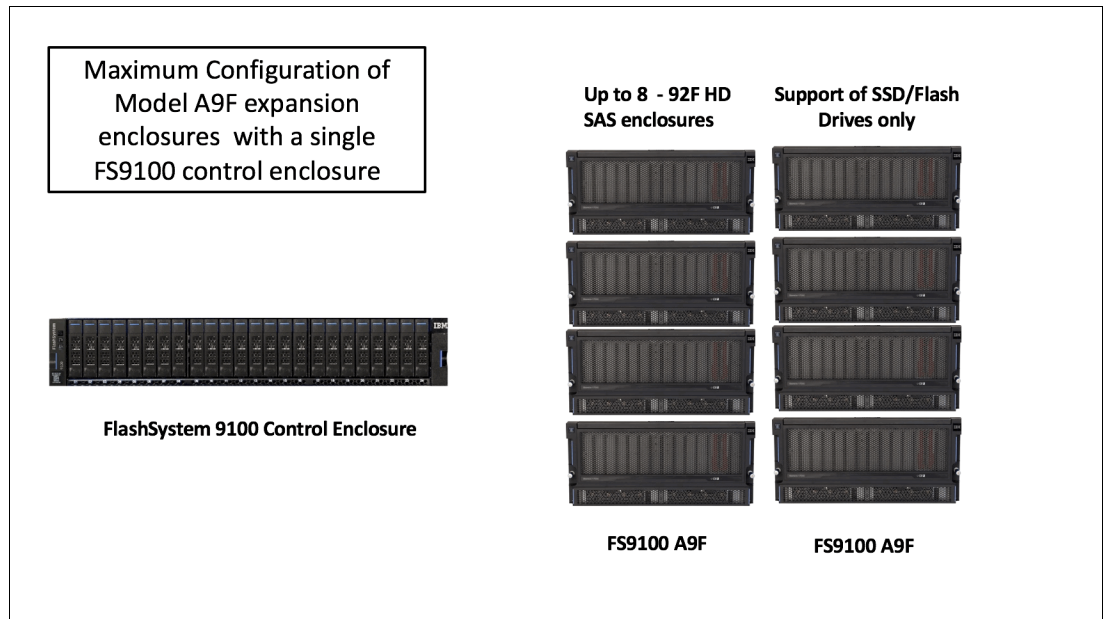 Maximum Configuration of
Model A9F expansion
enclosures with a single
FS9100 control enclosure
Up to 8 - 92F HD
SAS enclosures
Support of SSD/Flash
Drives only
IBM
FlashSystem 9100 Control Enclosure
FS9100 A9F
FS9100 A9F